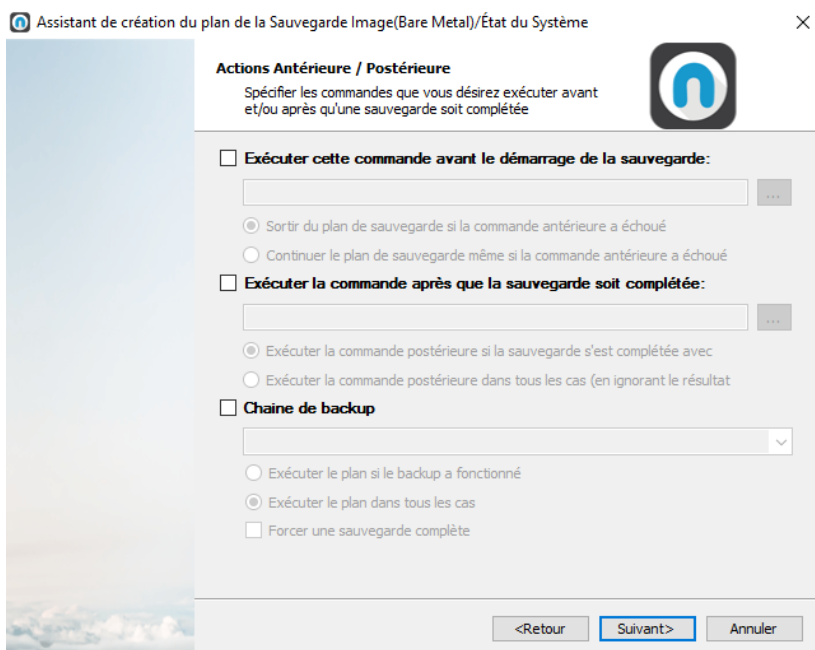 Assistant de création du plan de la Sauvegarde Image(Bare Metal)/État du Système
Actions Antérieure / Postérieure
Spécifier les commandes que vous désirez exécuter avant
et/ou après qu'une sauvegarde soit complétée
Exécuter cette commande avant le démarrage de la sauvegarde:
...
Sortir du plan de sauvegarde si la commande antérieure a échoué
Continuer le plan de sauvegarde même si la commande antérieure a échoué
Exécuter la commande après que la sauvegarde soit complétée:
...
Exécuter la commande postérieure si la sauvegarde s'est complétée avec
Exécuter la commande postérieure dans tous les cas (en ignorant le résultat
Chaine de backup
Exécuter le plan si le backup a fonctionné
Exécuter le plan dans tous les cas
Forcer une sauvegarde complète
<Retour
Suivant>
Annuler